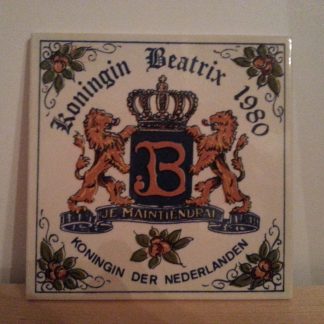 Koningin Beatrix 1980
B
JE MAINTIENDRAI
KONINGIN DER NEDERLANDEN